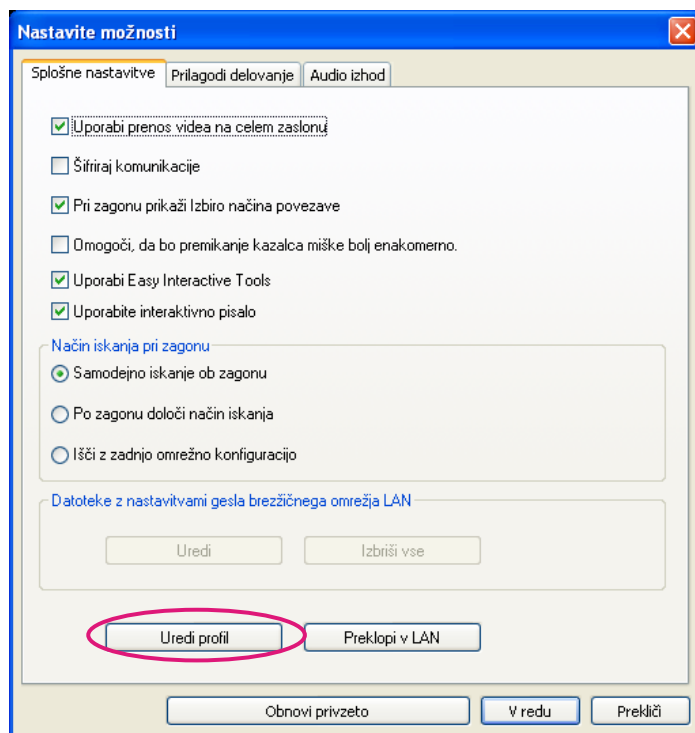 Nastavite možnosti
Splošne nastavitve Prilagodi delovanje Audio izhod
Uporabi prenos videa na celem zaslonu
Šifriraj komunikacije
Pri zagonu prikaži Izbiro načina povezave
Omogoči, da bo premikanje kazalca miške bolj enakomerno.
Uporabi Easy Interactive Tools
Uporabite interaktivno pisalo
Način iskanja pri zagonu
Samodejno iskanje ob zagonu
Po zagonu določi način iskanja
Išči z zadnjo omrežno konfiguracijo
Datoteke z nastavitvami gesla brezžičnega omrežja LAN
Uredi Izbriši vse
Uredi profil Preklopi v LAN
Obnovi privzeto V redu Prekliči